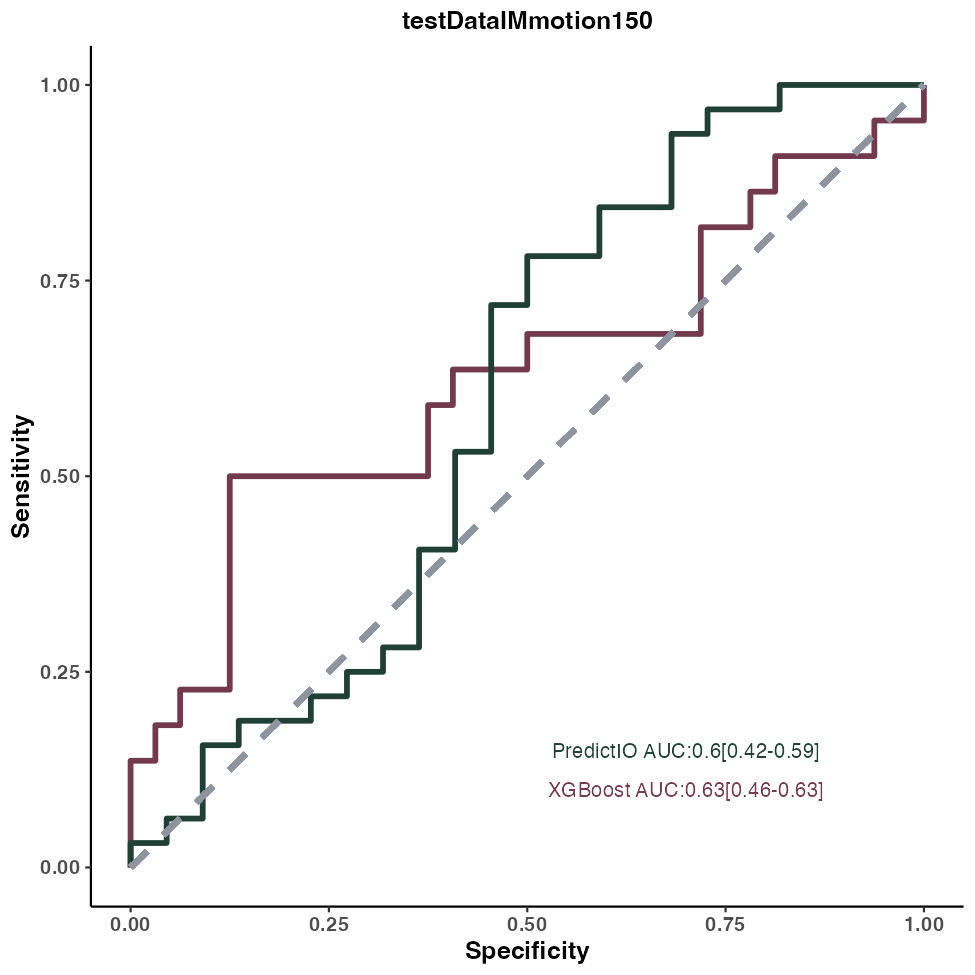 testDataIMmotion150
Sensitivity
1.00
0.75
0.50
0.25
0.00
PredictIO AUC:0.6[0.42-0.59]
XGBoost AUC:0.63[0.46-0.63]
0.00 0.25 0.50 0.75 1.00
Specificity